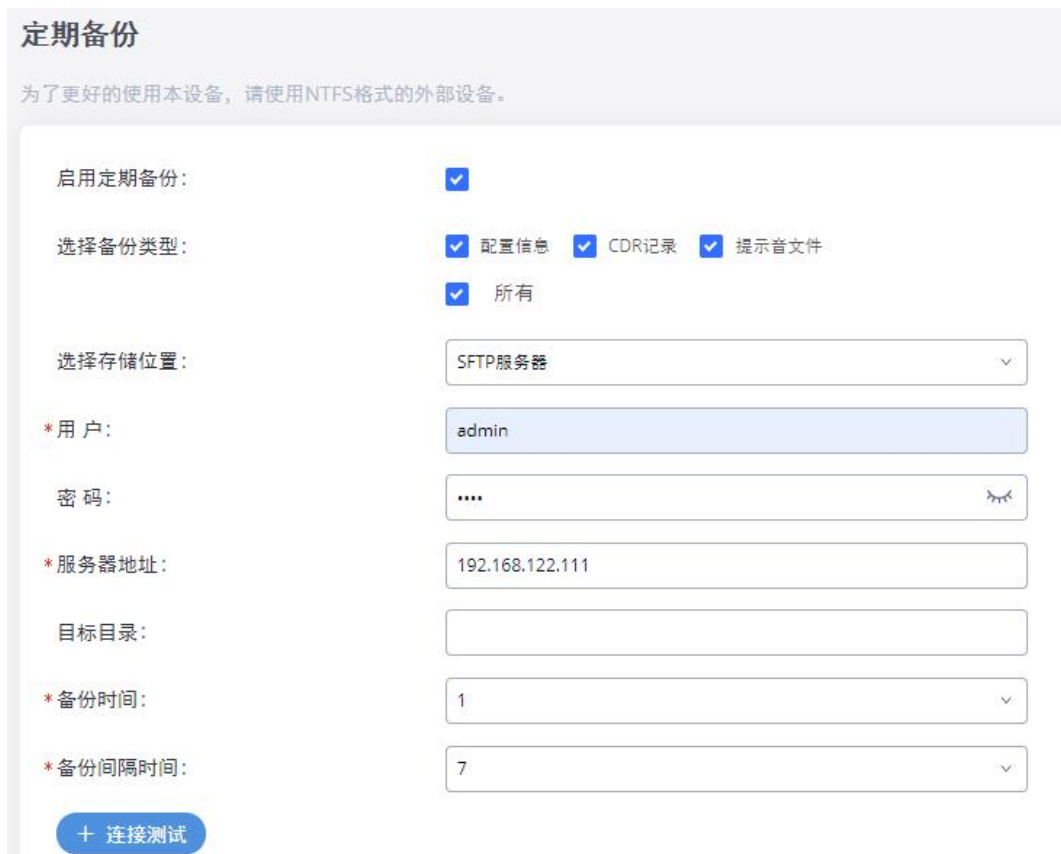 定期备份
为了更好的使用本设备，请使用NTFS格式的外部设备。
启用定期备份：
选择备份类型： 配置信息 CDR记录 提示音文件
所有
选择存储位置： SFTP服务器
*用 户： admin
密 码： ••••
*服务器地址： 192.168.122.111
目标目录：
*备份时间： 1
*备份间隔时间： 7
+ 连接测试